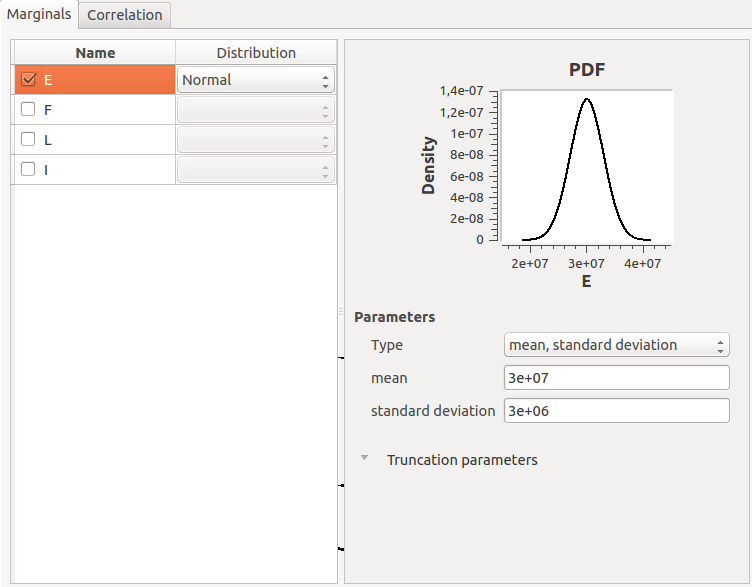 Marginals Correlation
Name Distribution
E Normal
F
L
I
PDF
1,4e-07
1,2e-07
1e-07
8e-08
6e-08
4e-08
2e-08
0
Density
2e+07 3e+07 4e+07
E
Parameters
Type mean, standard deviation
mean 3e+07
standard deviation 3e+06
Truncation parameters